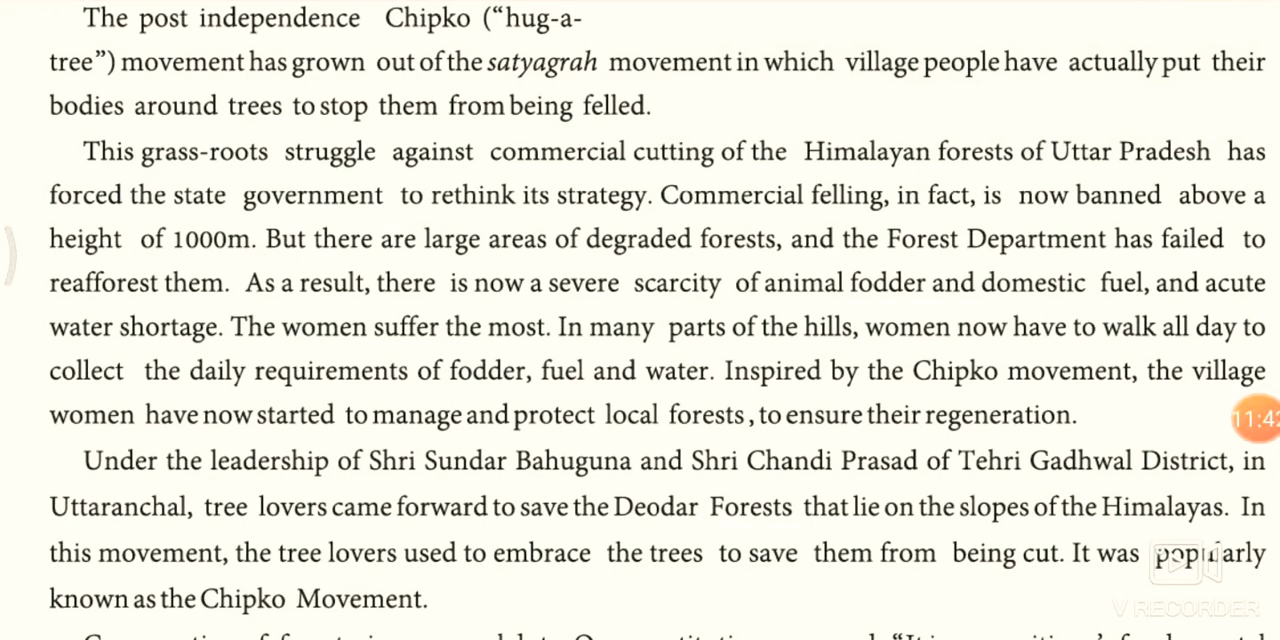 The post independence Chipko (“hug-a-
tree”) movement has grown out of the satyagrah movement in which village people have actually put their
bodies around trees to stop them from being felled.
This grass-roots struggle against commercial cutting of the Himalayan forests of Uttar Pradesh has
forced the state government to rethink its strategy. Commercial felling, in fact, is now banned above a
height of 1000m. But there are large areas of degraded forests, and the Forest Department has failed to
reafforest them. As a result, there is now a severe scarcity of animal fodder and domestic fuel, and acute
water shortage. The women suffer the most. In many parts of the hills, women now have to walk all day to
collect the daily requirements of fodder, fuel and water. Inspired by the Chipko movement, the village
women have now started to manage and protect local forests, to ensure their regeneration.
11:42
Under the leadership of Shri Sundar Bahuguna and Shri Chandi Prasad of Tehri Gadhwal District, in
Uttaranchal, tree lovers came forward to save the Deodar Forests that lie on the slopes of the Himalayas. In
this movement, the tree lovers used to embrace the trees to save them from being cut. It was popularly
known as the Chipko Movement.
V RECORDER